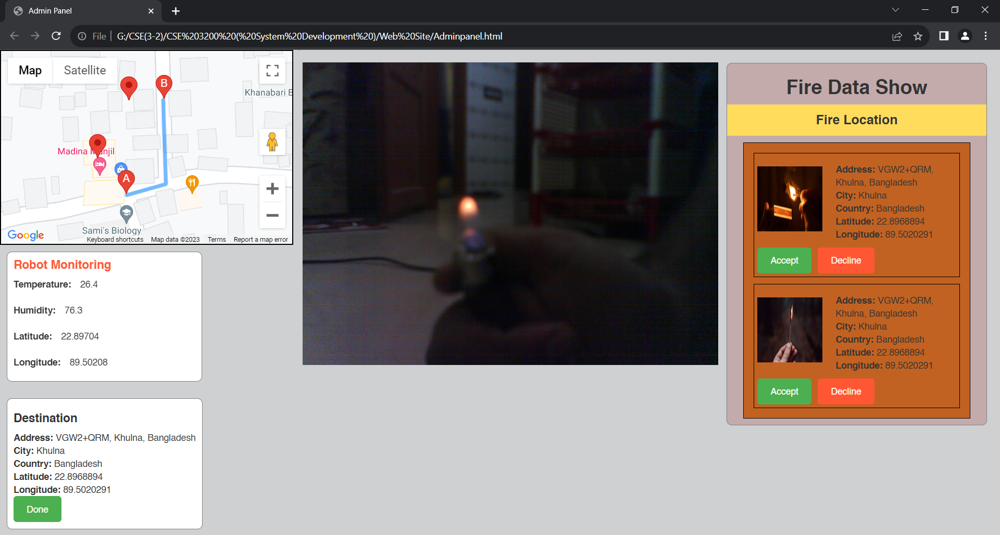 Admin Panel
File
G:/CSE(3-2)/CSE%203200%20(%20System%20Development%20)/Web%20Site/Adminpanel.html
Map
Satellite
B
Khanabari E
Madina
A
Sami's Biology
Google
Keyboard shortcuts
Map data ©2023
Terms
Report a map error
Robot Monitoring
Temperature: 26.4
Humidity: 76.3
Latitude: 22.89704
Longitude: 89.50208
Destination
Address: VGW2+QRM, Khulna, Bangladesh
City: Khulna
Country: Bangladesh
Latitude: 22.8968894
Longitude: 89.5020291
Done
Fire Data Show
Fire Location
Address: VGW2+QRM,
Khulna, Bangladesh
City: Khulna
Country: Bangladesh
Latitude: 22.8968894
Longitude: 89.5020291
Accept
Decline
Address: VGW2+QRM,
Khulna, Bangladesh
City: Khulna
Country: Bangladesh
Latitude: 22.8968894
Longitude: 89.5020291
Accept
Decline